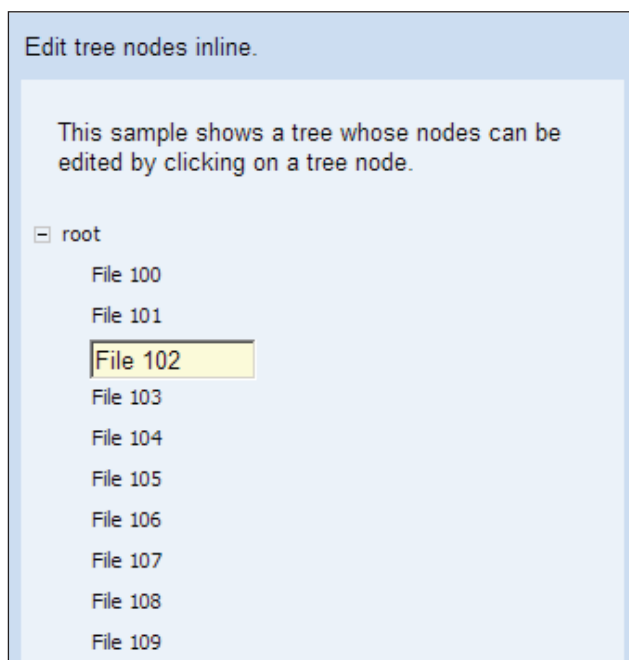 Edit tree nodes inline.
This sample shows a tree whose nodes can be
edited by clicking on a tree node.
root
File 100
File 101
File 102
File 103
File 104
File 105
File 106
File 107
File 108
File 109